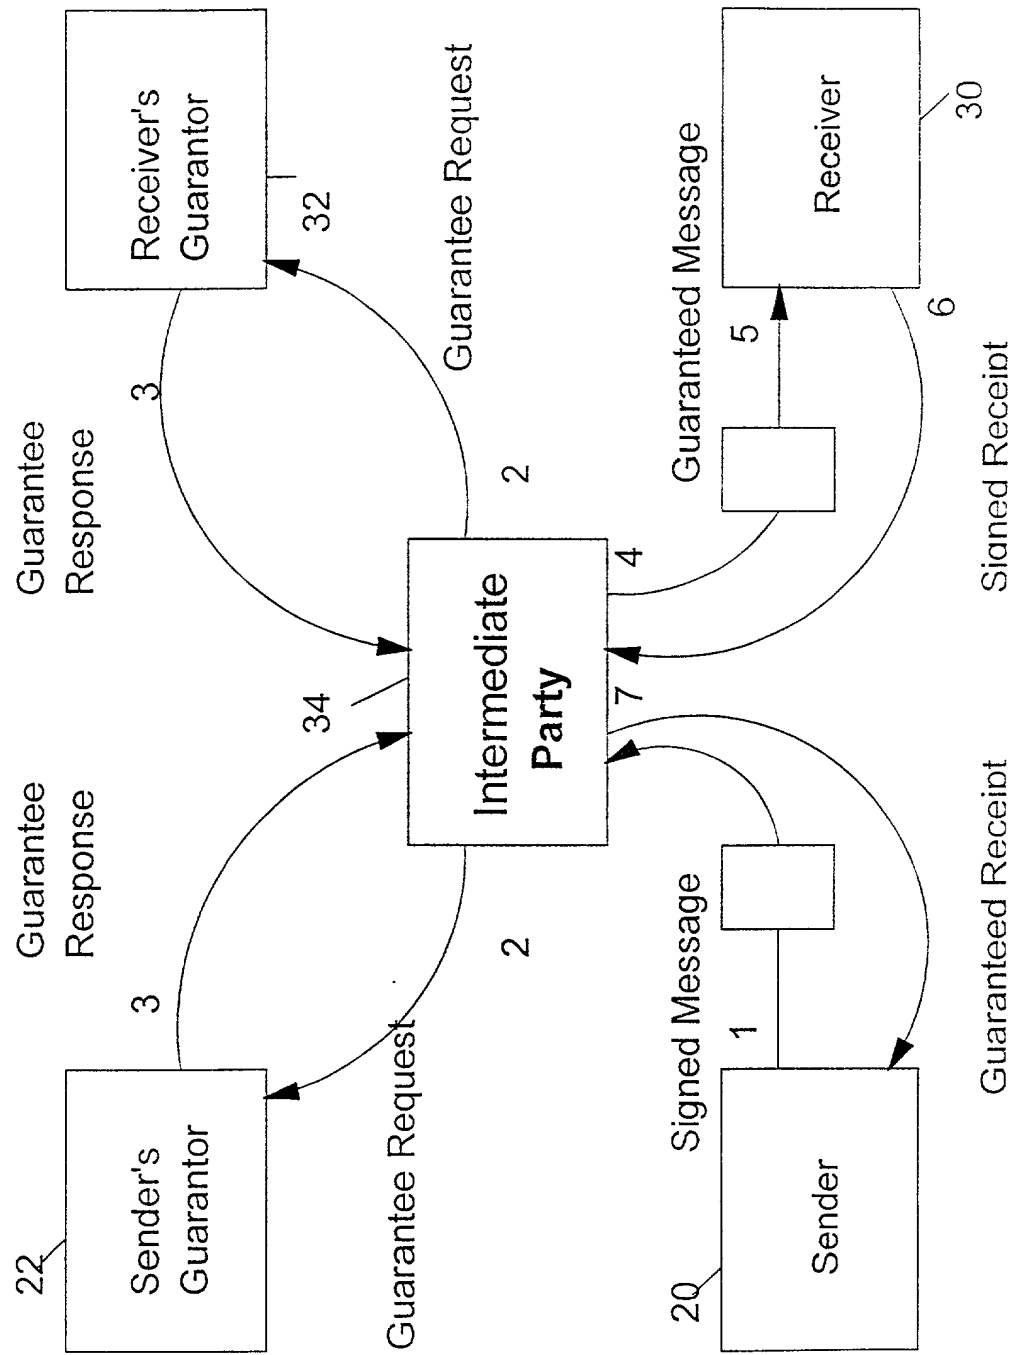 Guarantee
Response
Guarantee
Response
3
3
22
Sender's
Guarantor
34
Receiver's
Guarantor
32
Guarantee Request
2
Intermediate
Party
2
Guarantee Request
Signed Message
1
7
4
Guaranteed Message
5
20
Sender
Receiver
30
6
Guaranteed Receipt
Signed Receipt